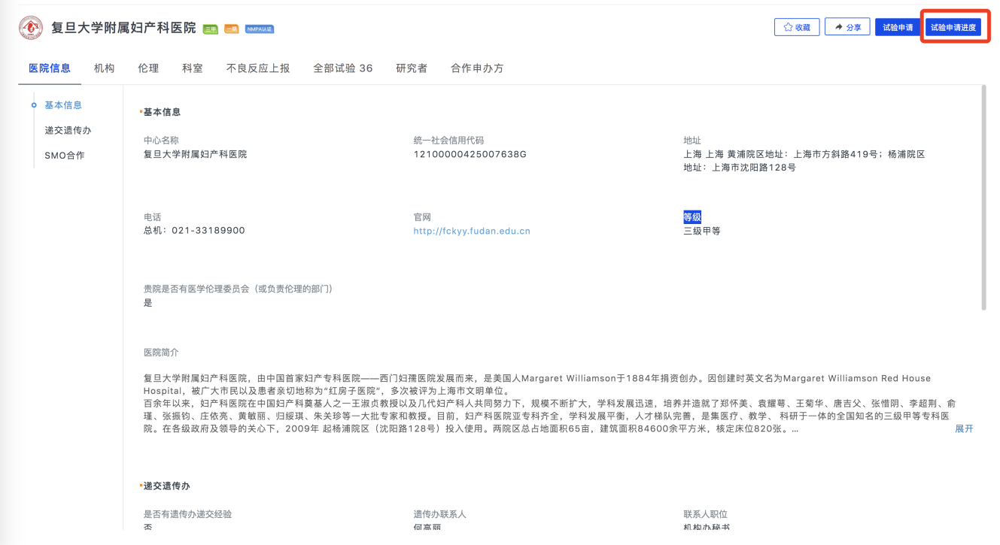 复旦大学附属妇产科医院 三甲 一期 NMPA认证
收藏 分享 试验申请 试验申请进度
医院信息 机构 伦理 科室 不良反应上报 全部试验 36 研究者 合作申办方
基本信息
递交遗传办
SMO合作
基本信息
中心名称 统一社会信用代码 地址
复旦大学附属妇产科医院 12100000425007638G 上海 上海 黄浦院区地址：上海市方斜路419号；杨浦院区
地址：上海市沈阳路128号
电话 官网 等级
总机：021-33189900 http://fckyy.fudan.edu.cn 三级甲等
贵院是否有医学伦理委员会（或负责伦理的部门）
是
医院简介
复旦大学附属妇产科医院，由中国首家妇产专科医院——西门妇孺医院发展而来，是美国人Margaret Williamson于1884年捐资创办。因创建时英文名为Margaret Williamson Red House
Hospital，被广大市民以及患者亲切地称为“红房子医院”，多次被评为上海市文明单位。
百余年以来，妇产科医院在中国妇产科奠基人之一王淑贞教授以及几代妇产科人共同努力下，规模不断扩大，学科发展迅速，培养并造就了郑怀美、袁耀萼、王菊华、唐吉父、张惜阴、李超荆、俞
瑾、张振钧、庄依亮、黄敏丽、归绥琪、朱关珍等一大批专家和教授。目前，妇产科医院亚专科齐全，学科发展平衡，人才梯队完善，是集医疗、教学、 科研于一体的全国知名的三级甲等专科医
院。在各级政府及领导的关心下，2009年 起杨浦院区（沈阳路128号）投入使用。两院区总占地面积65亩，建筑面积84600余平方米，核定床位820张。... 展开
递交遗传办
是否有遗传办递交经验 遗传办联系人 联系人职位
否 何高丽 机构办秘书